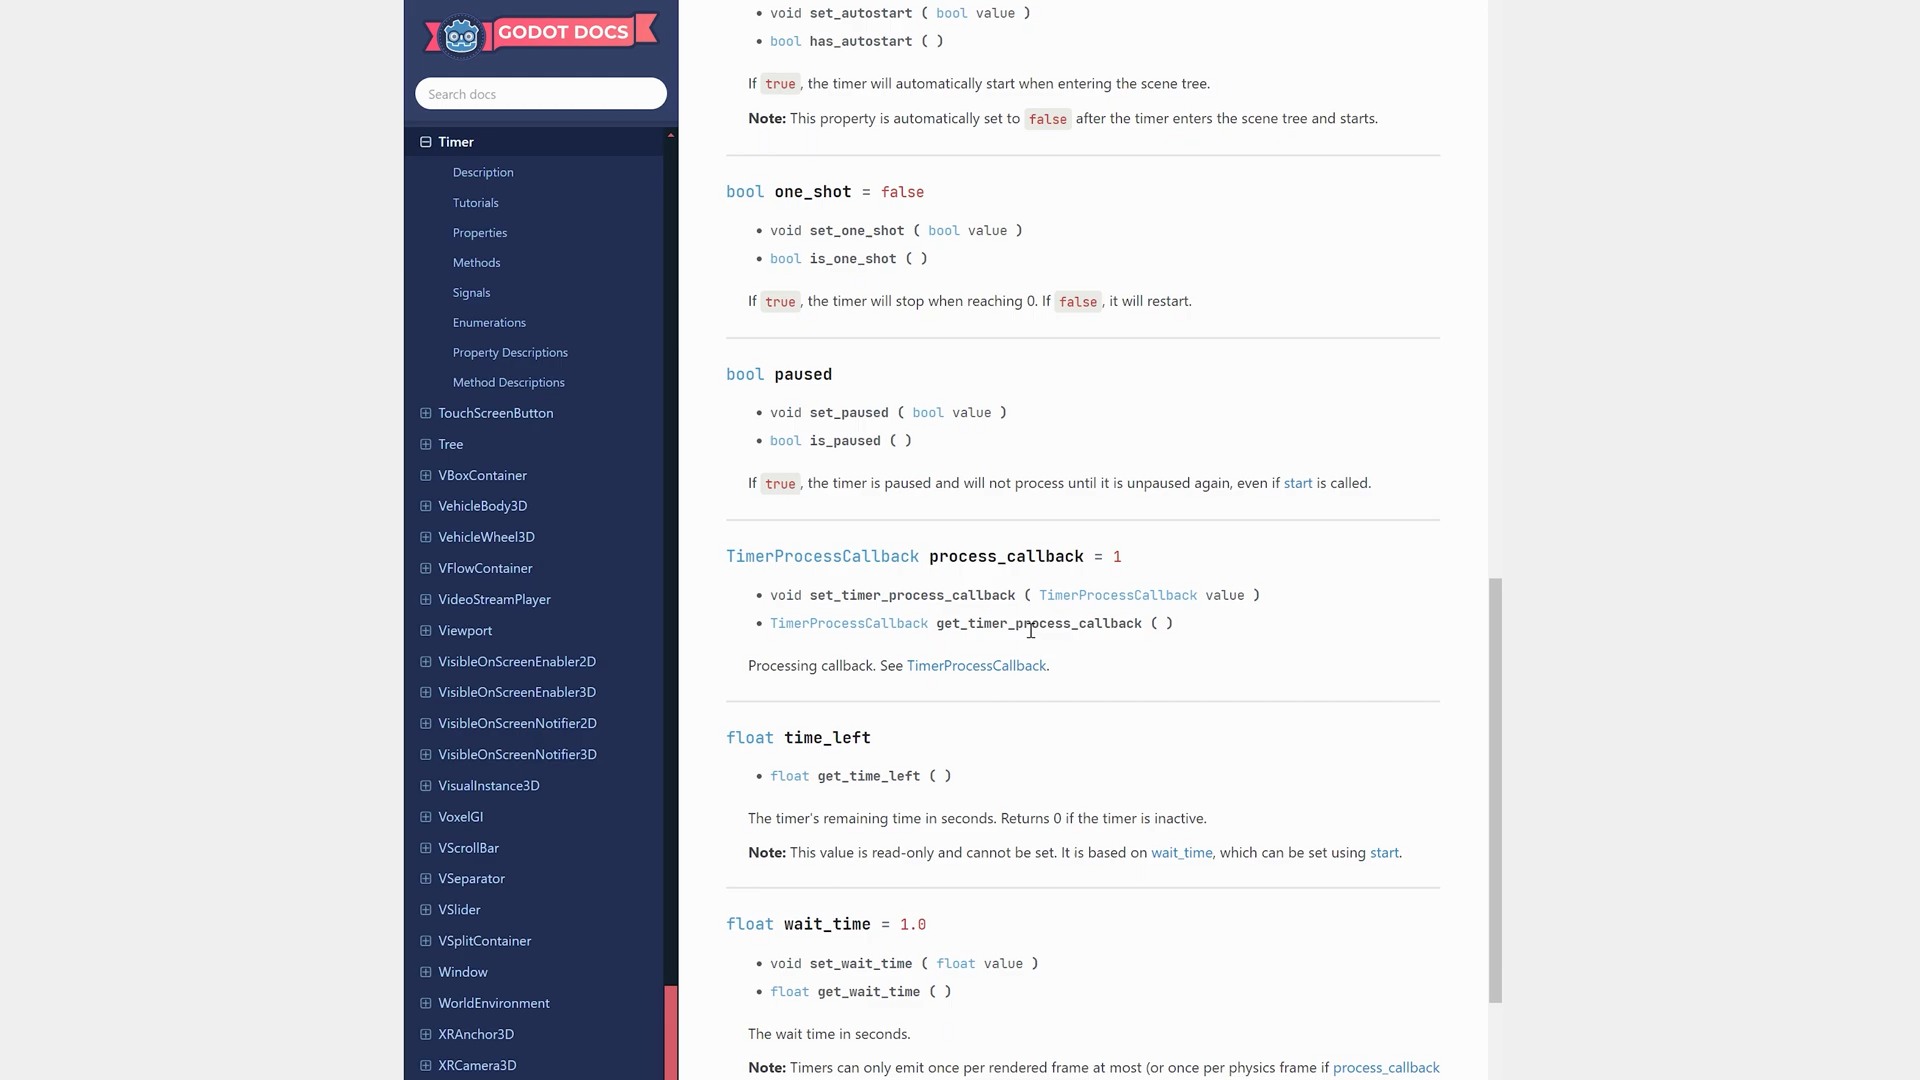 GODOT DOCS
Search docs
Timer
Description
Tutorials
Properties
Methods
Signals
Enumerations
Property Descriptions
Method Descriptions
TouchScreenButton
Tree
VBoxContainer
VehicleBody3D
VehicleWheel3D
VFlowContainer
VideoStreamPlayer
Viewport
VisibleOnScreenEnabler2D
VisibleOnScreenEnabler3D
VisibleOnScreenNotifier2D
VisibleOnScreenNotifier3D
VisualInstance3D
VoxelGI
VScrollBar
VSeparator
VSlider
VSplitContainer
Window
WorldEnvironment
XRAnchor3D
XRCamera3D
void set_autostart ( bool value )
bool has_autostart ( )
If true, the timer will automatically start when entering the scene tree.
Note: This property is automatically set to false after the timer enters the scene tree and starts.
bool one_shot = false
void set_one_shot ( bool value )
bool is_one_shot ( )
If true, the timer will stop when reaching 0. If false, it will restart.
bool paused
void set_paused ( bool value )
bool is_paused ( )
If true, the timer is paused and will not process until it is unpaused again, even if start is called.
TimerProcessCallback process_callback = 1
void set_timer_process_callback ( TimerProcessCallback value )
TimerProcessCallback get_timer_process_callback ( )
Processing callback. See TimerProcessCallback.
float time_left
float get_time_left ( )
The timer's remaining time in seconds. Returns 0 if the timer is inactive.
Note: This value is read-only and cannot be set. It is based on wait_time, which can be set using start.
float wait_time = 1.0
void set_wait_time ( float value )
float get_wait_time ( )
The wait time in seconds.
Note: Timers can only emit once per rendered frame at most (or once per physics frame if process_callback